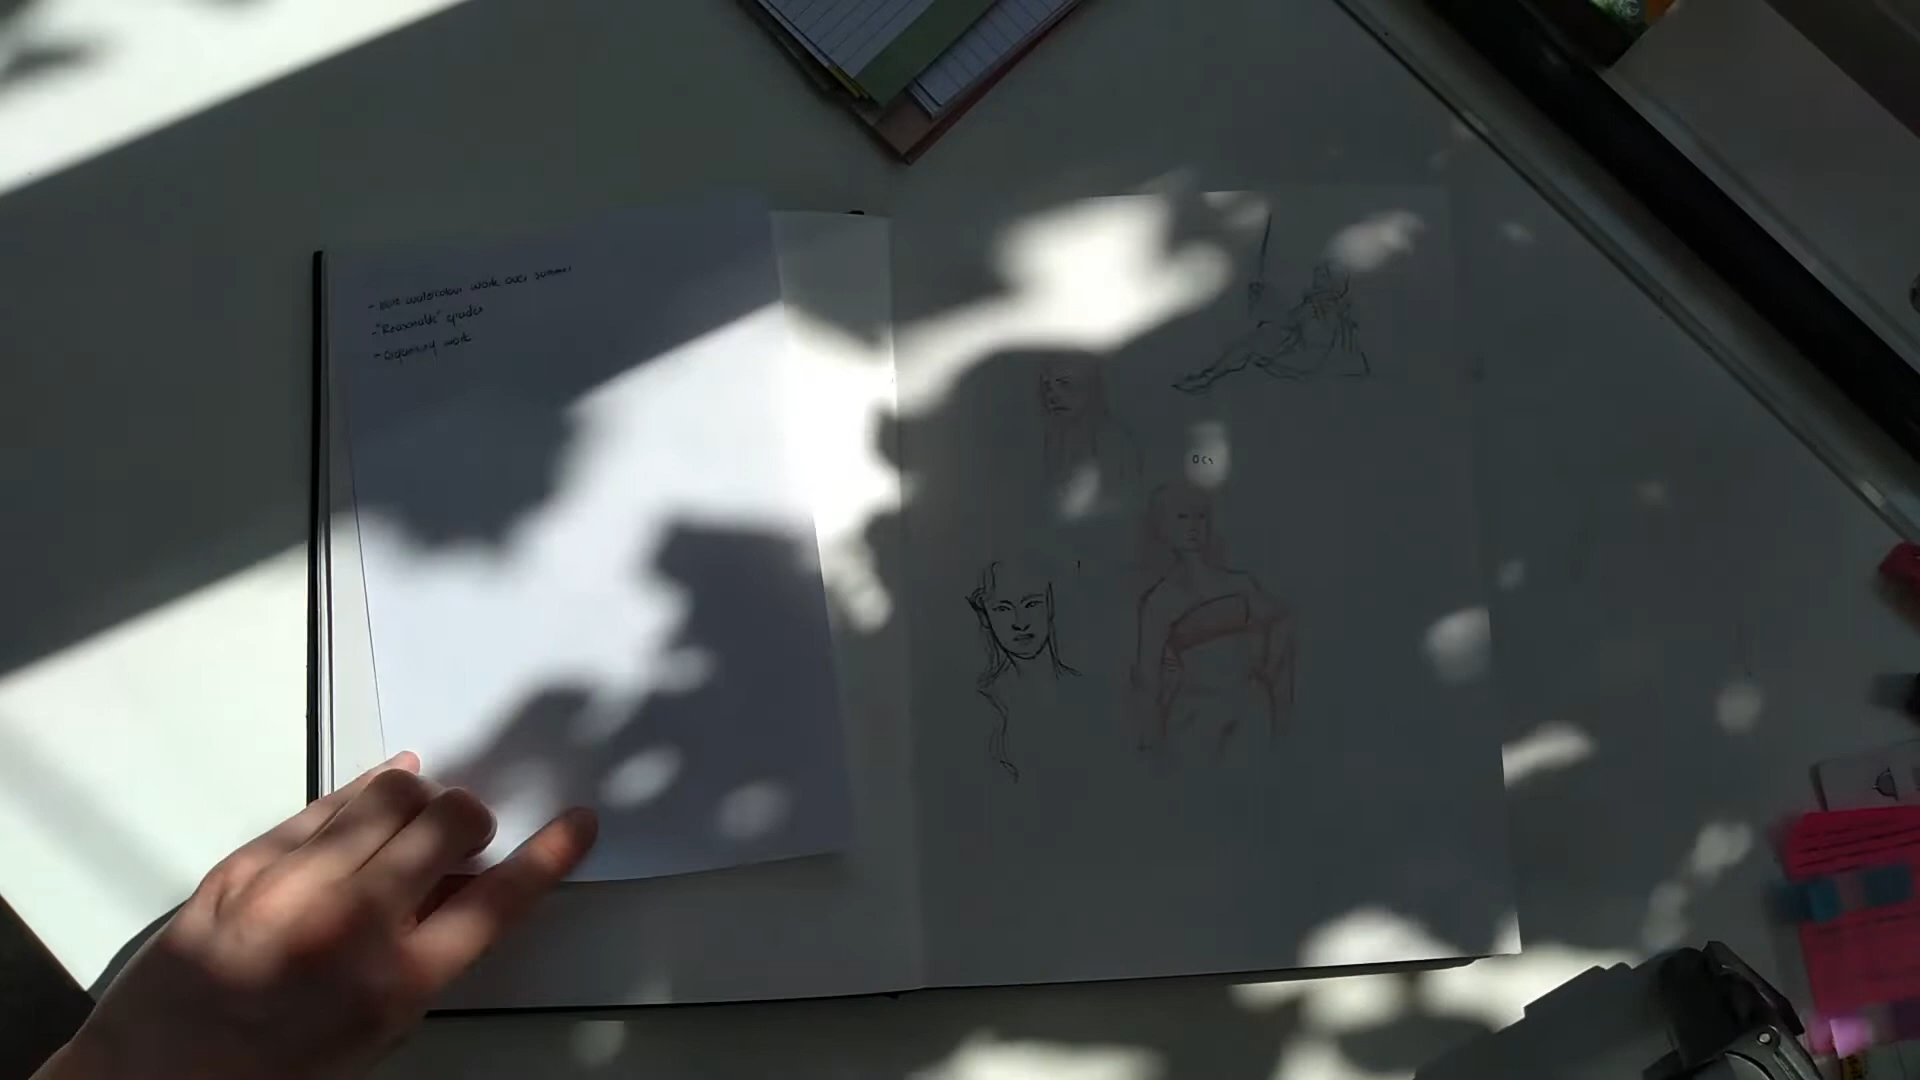 - more watercolour work over summer
- "Reasonable" grades
- Organising work
OCs